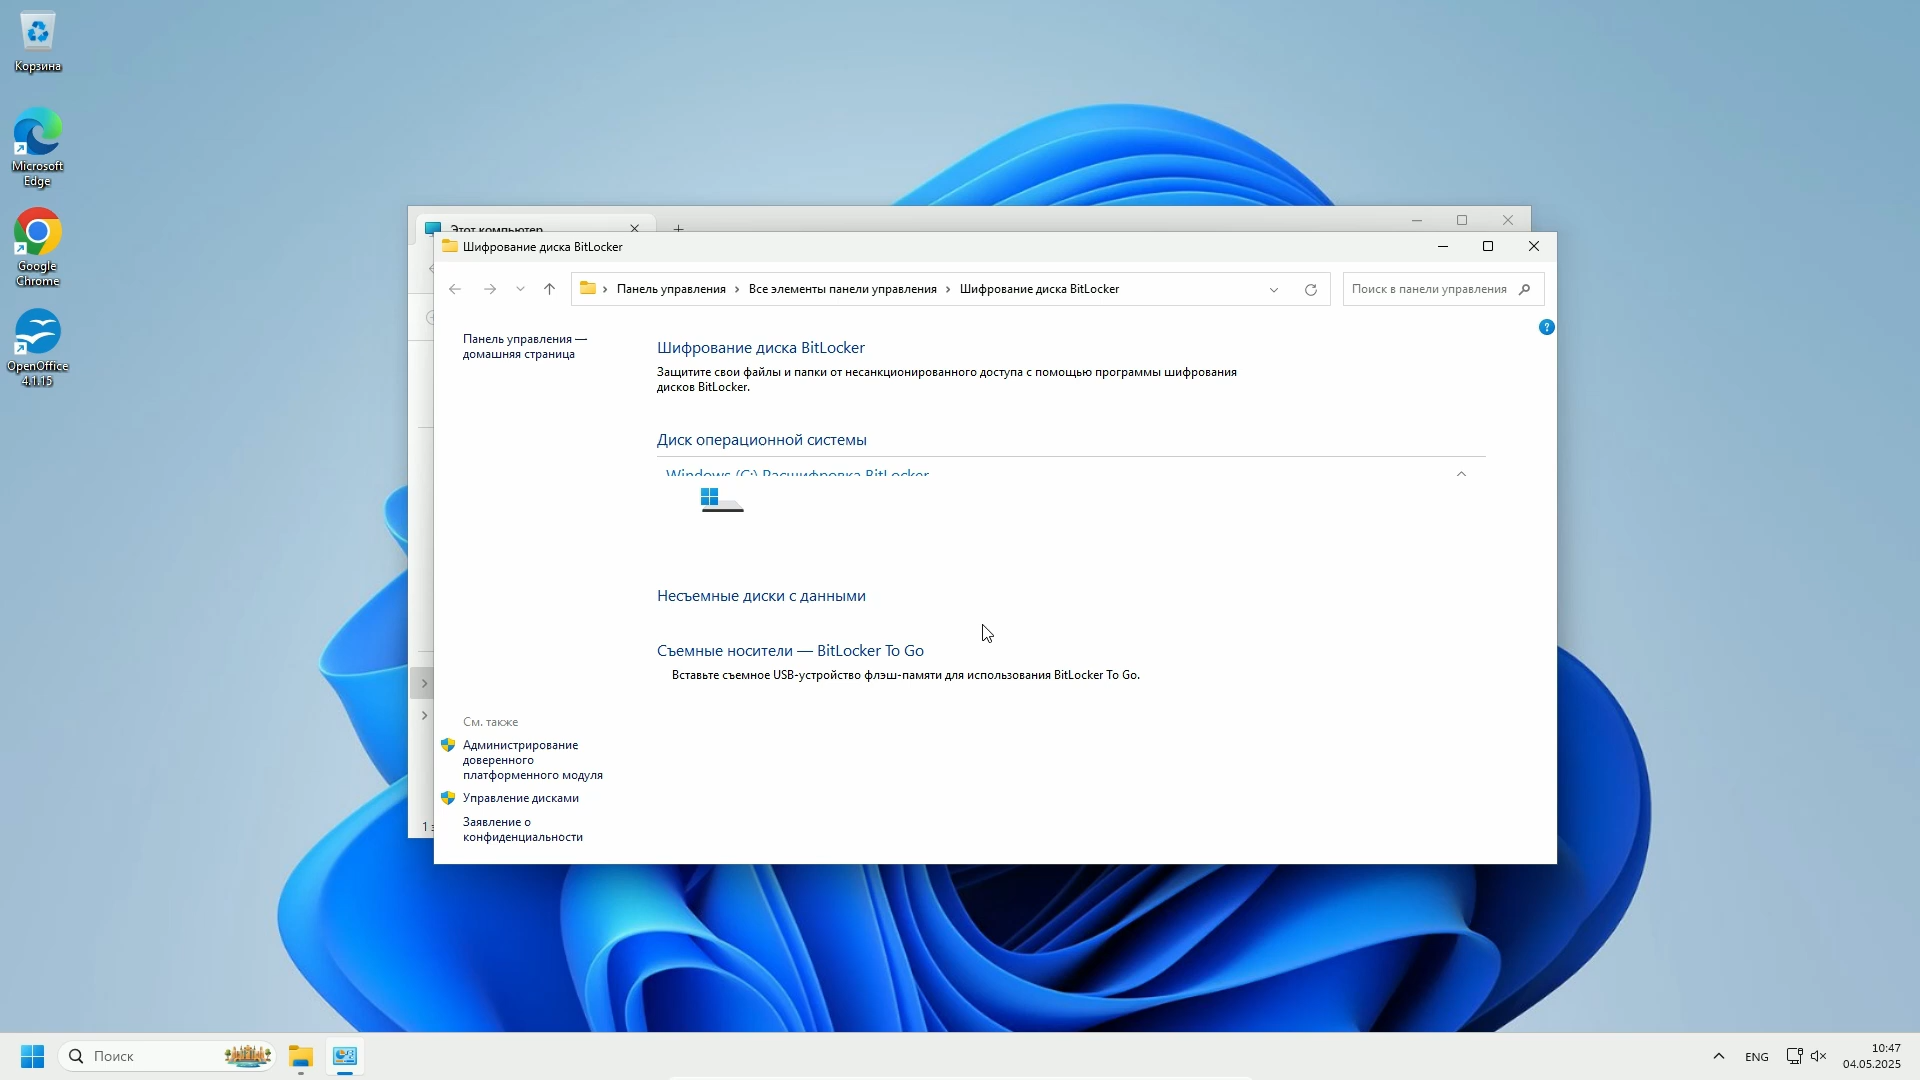 Корзина
Microsoft
Edge
Google
Chrome
OpenOffice
4.1.15
Этот компьютер
Шифрование диска BitLocker
Панель управления
Все элементы панели управления
Шифрование диска BitLocker
Поиск в панели управления
Панель управления —
домашняя страница
Шифрование диска BitLocker
Защитите свои файлы и папки от несанкционированного доступа с помощью программы шифрования
дисков BitLocker.
Диск операционной системы
Windows (C:) Расшифровка BitLocker
Несъемные диски с данными
Съемные носители — BitLocker To Go
Вставьте съемное USB-устройство флэш-памяти для использования BitLocker To Go.
См. также
Администрирование
доверенного
платформенного модуля
Управление дисками
Заявление о
конфиденциальности
1
Поиск
ENG
10:47
04.05.2025